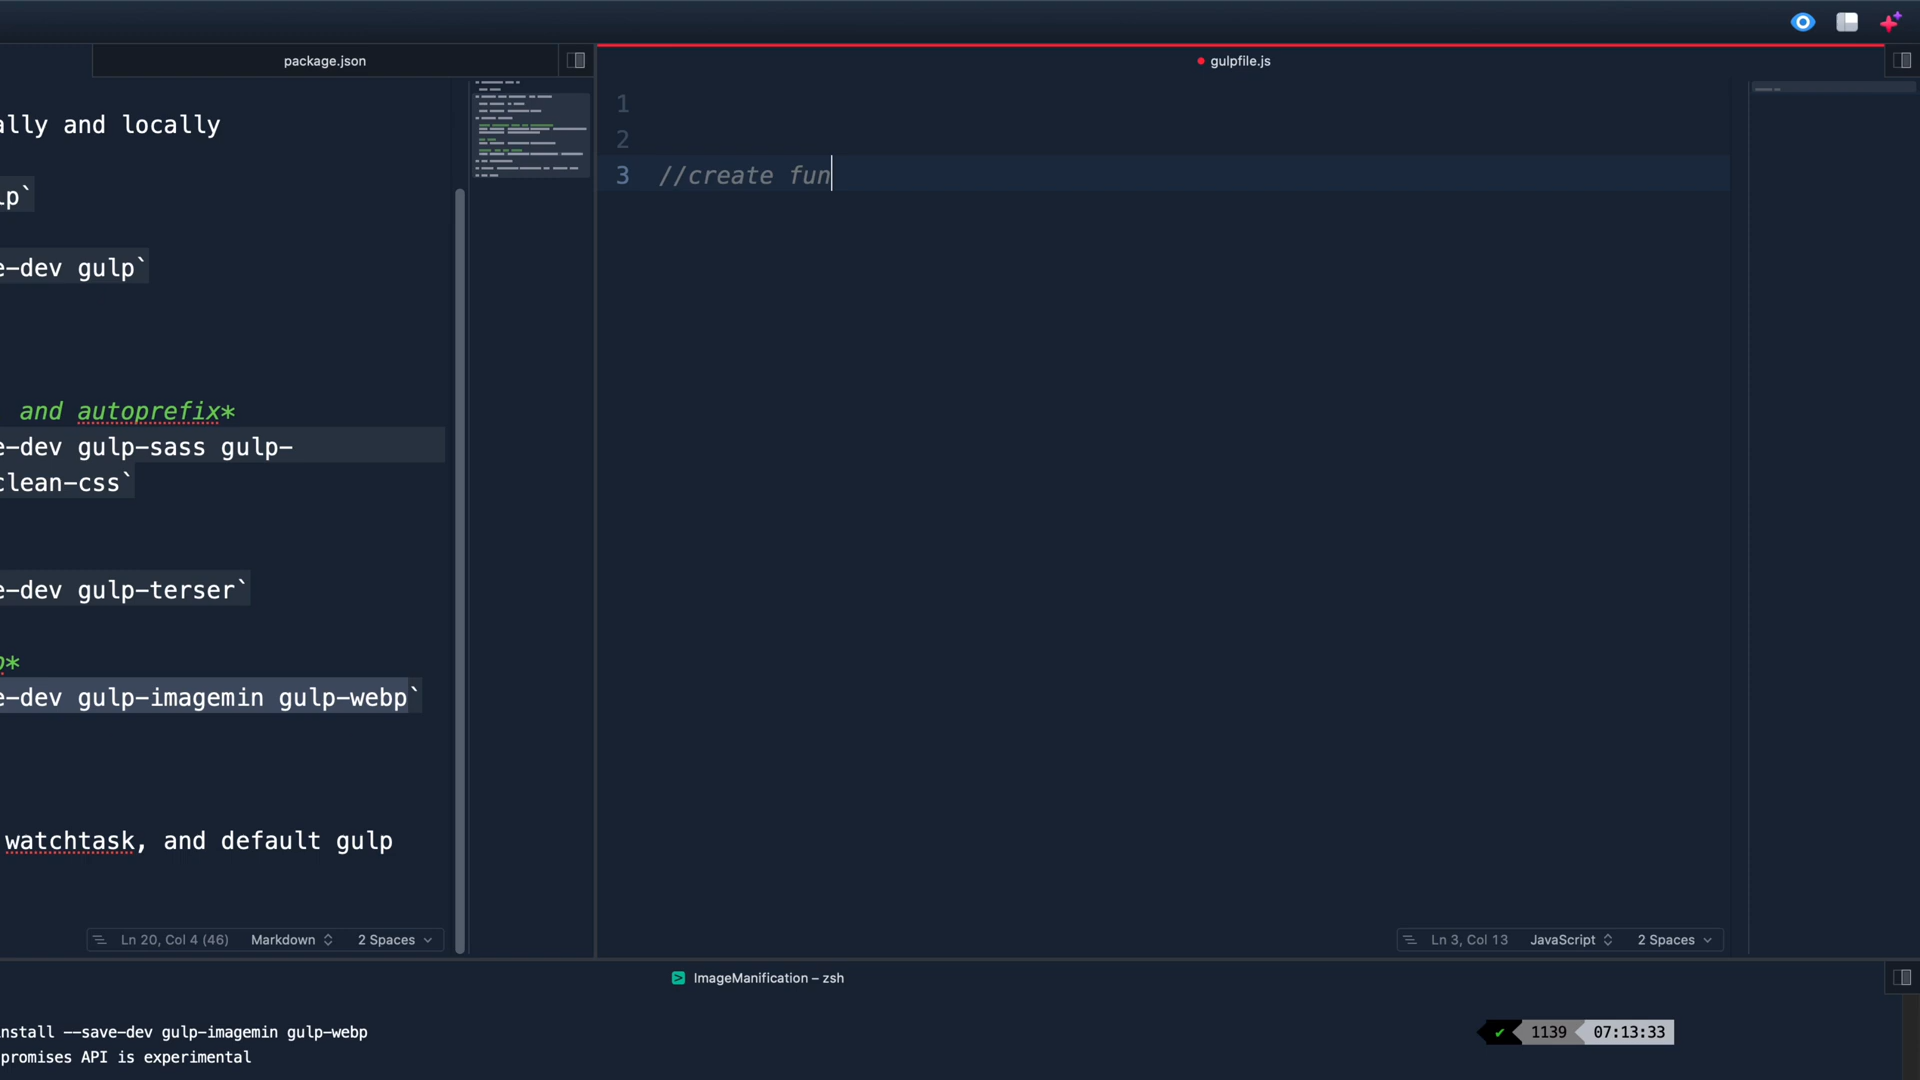 package.json
gulpfile.js
ally and locally
lp`
e-dev gulp`
and autoprefix*
e-dev gulp-sass gulp-
clean-css`
e-dev gulp-terser`
p*
e-dev gulp-imagemin gulp-webp`
watchtask, and default gulp
Ln 20, Col 4 (46) Markdown 2 Spaces
1
2
3 //create fun
Ln 3, Col 13 JavaScript 2 Spaces
ImageManification – zsh
nstall --save-dev gulp-imagemin gulp-webp
promises API is experimental
✔ 1139 07:13:33